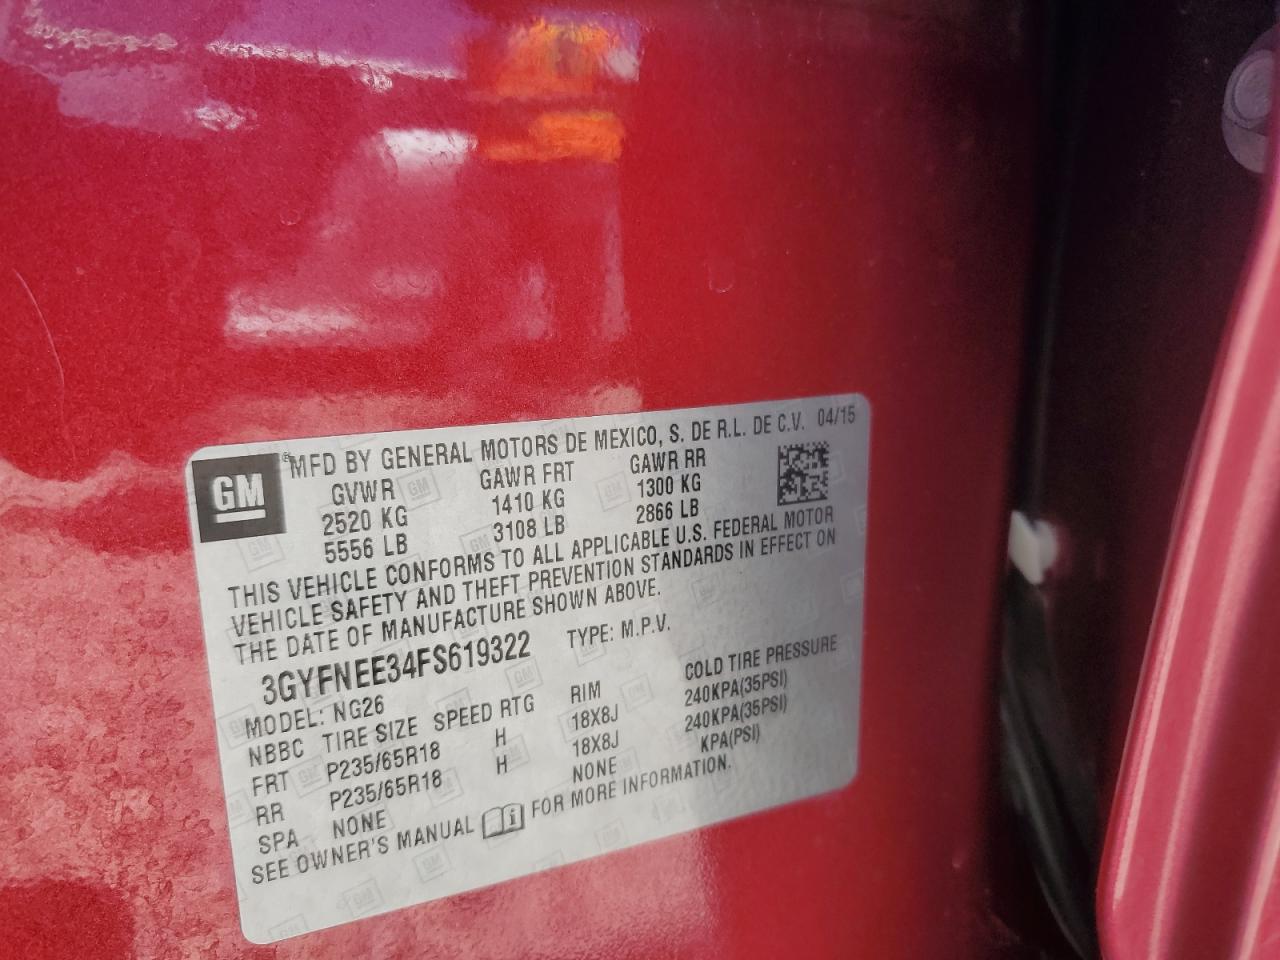 GM
®MFD BY GENERAL MOTORS DE MEXICO, S. DE R.L. DE C.V. 04/15
GVWR GAWR FRT GAWR RR
2520 KG 1410 KG 1300 KG
5556 LB 3108 LB 2866 LB
THIS VEHICLE CONFORMS TO ALL APPLICABLE U.S. FEDERAL MOTOR
VEHICLE SAFETY AND THEFT PREVENTION STANDARDS IN EFFECT ON
THE DATE OF MANUFACTURE SHOWN ABOVE.
3GYFNEE34FS619322 TYPE: M.P.V.
MODEL: NG26
NBBC TIRE SIZE SPEED RTG RIM COLD TIRE PRESSURE
FRT P235/65R18 H 18X8J 240KPA(35PSI)
RR P235/65R18 H 18X8J 240KPA(35PSI)
SPA NONE NONE KPA(PSI)
SEE OWNER'S MANUAL FOR MORE INFORMATION.